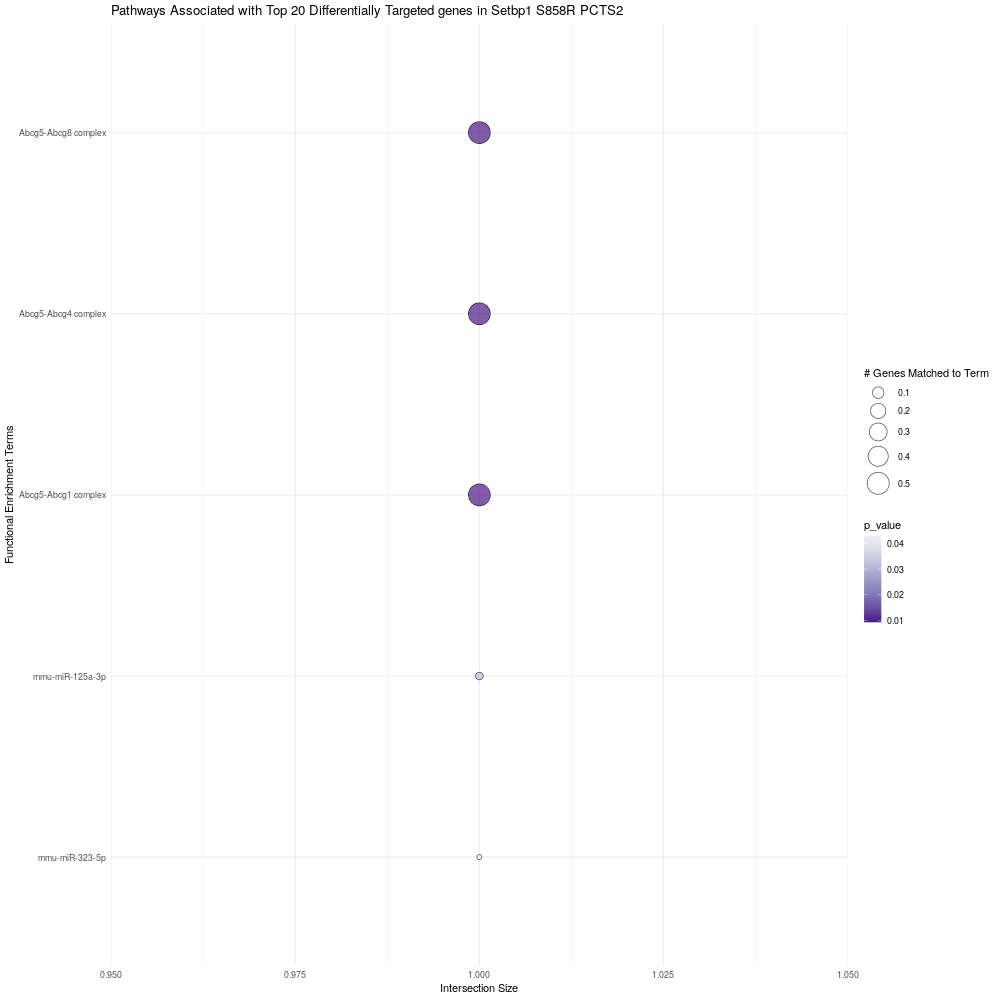 Pathways Associated with Top 20 Differentially Targeted genes in Setbp1 S858R PCTS2
Functional Enrichment Terms
Abcg5-Abcg8 complex
Abcg5-Abcg4 complex
Abcg5-Abcg1 complex
mmu-miR-125a-3p
mmu-miR-323-5p
0.950
0.975
1.000
1.025
1.050
Intersection Size
# Genes Matched to Term
0.1
0.2
0.3
0.4
0.5
p_value
0.04
0.03
0.02
0.01